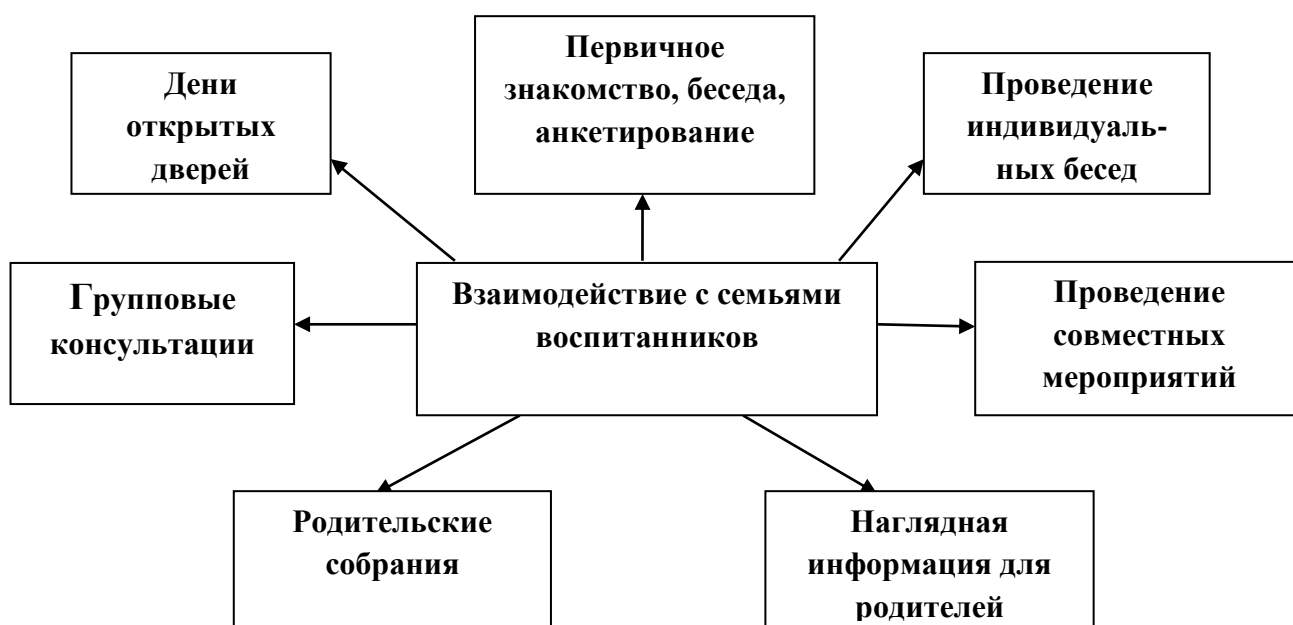 Дени
открытых
дверей
Первичное
знакомство, беседа,
анкетирование
Проведение
индивидуаль-
ных бесед
Групповые
консультации
Взаимодействие с семьями
воспитанников
Проведение
совместных
мероприятий
Родительские
собрания
Наглядная
информация для
родителей